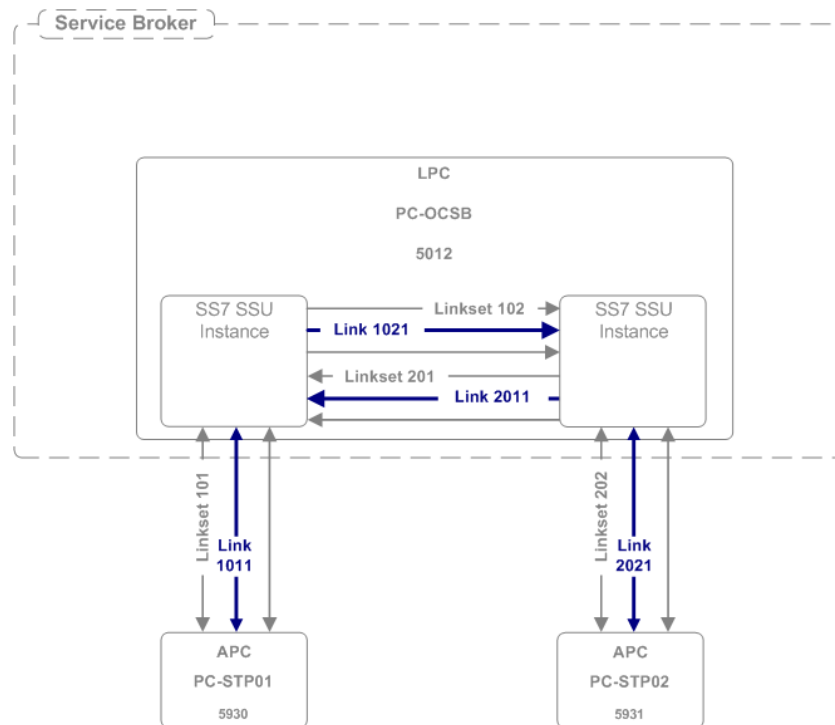 Service Broker
LPC
PC-OCSB
5012
SS7 SSU
Instance
SS7 SSU
Instance
Linkset 102
Link 1021
Linkset 201
Link 2011
Linkset 101
Link
1011
Linkset 202
Link
2021
APC
PC-STP01
5930
APC
PC-STP02
5931